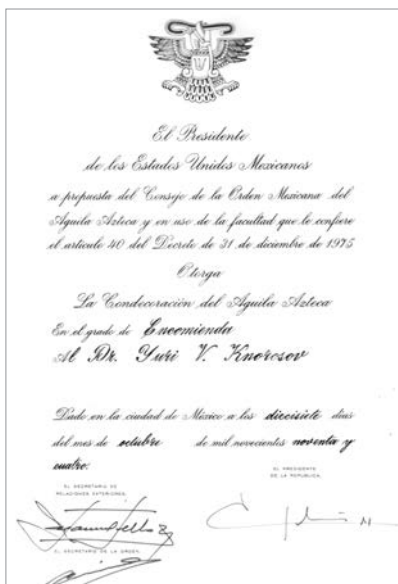 El Presidente
de los Estados Unidos Mexicanos
a propuesta del Consejo de la Orden Mexicana del
Aguila Azteca y en uso de la facultad que le confiere
el artículo 40 del Decreto de 31 de diciembre de 1975
Otorga
La Condecoración del Aguila Azteca
En el grado de Encomienda
Al Dr. Yuri V. Knorosov
Dado en la ciudad de México a los diecisiete días
del mes de octubre de mil novecientos noventa y
cuatro.
EL PRESIDENTE
DE LA REPUBLICA,
EL SECRETARIO DE
RELACIONES EXTERIORES,
EL SECRETARIO DE LA ORDEN,